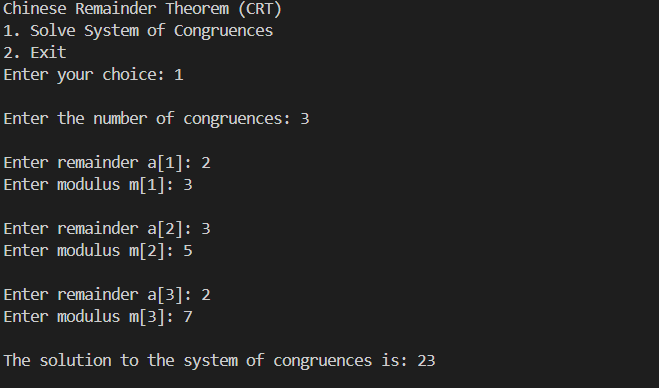 Chinese Remainder Theorem (CRT)
1. Solve System of Congruences
2. Exit
Enter your choice: 1
Enter the number of congruences: 3
Enter remainder a[1]: 2
Enter modulus m[1]: 3
Enter remainder a[2]: 3
Enter modulus m[2]: 5
Enter remainder a[3]: 2
Enter modulus m[3]: 7
The solution to the system of congruences is: 23